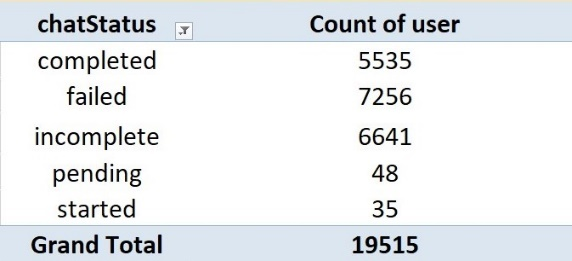 chatStatus Count of user
completed 5535
failed 7256
incomplete 6641
pending 48
started 35
Grand Total 19515